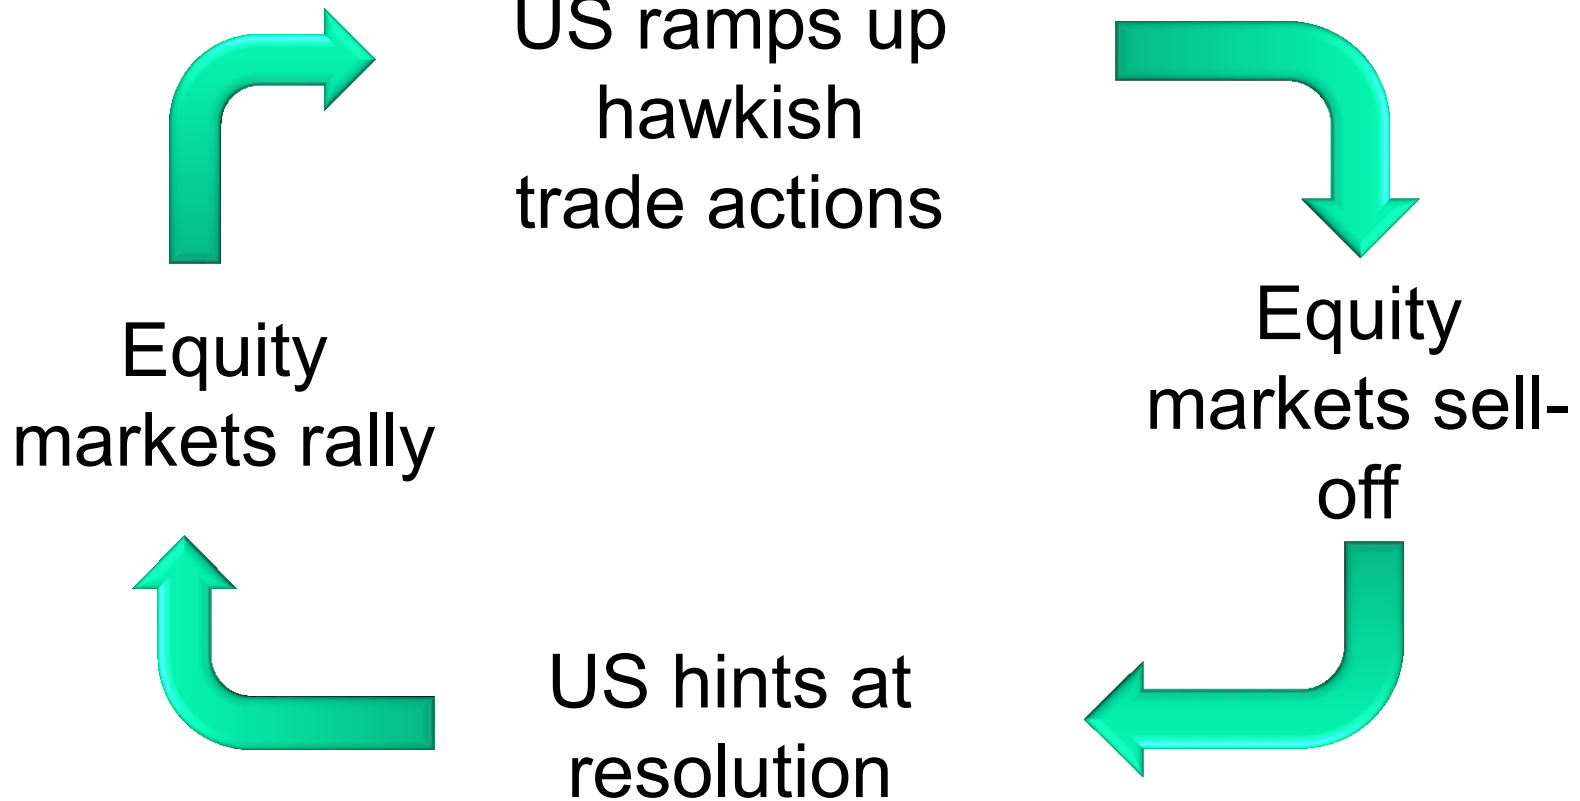 US ramps up
hawkish
trade actions
Equity
markets sell-
off
US hints at
resolution
Equity
markets rally